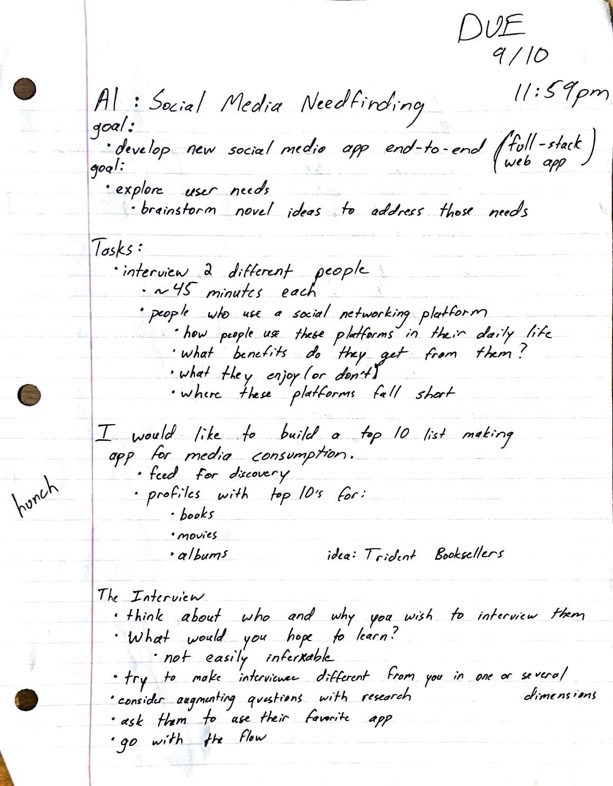 DUE
9/10
11:59pm
A1: Social Media Needfinding
goal:
• develop new social media app end-to-end (full-stack web app)
goal:
• explore user needs
• brainstorm novel ideas to address those needs
Tasks:
• interview 2 different people
• ~45 minutes each
• people who use a social networking platform
• how people use these platforms in their daily life
• what benefits do they get from them?
• what they enjoy (or don't)
• where these platforms fall short
I would like to build a top 10 list making
app for media consumption.
• feed for discovery
hunch
• profiles with top 10's for:
• books
• movies
• albums
idea: Trident Booksellers
The Interview
• think about who and why you wish to interview them
• What would you hope to learn?
• not easily inferxable
• try to make interviewee different from you in one or several dimensions
• consider augmenting questions with research
• ask them to use their favorite app
• go with the flow